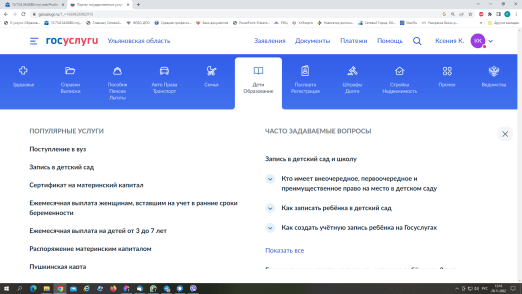 госуслуги Ульяновская область Заявления Документы Платежи Помощь Ксения К. КК
Здоровье Справки Выписки Пособия Пенсия Льготы Авто Права Транспорт Семья Дети Образование Паспорта Регистрация Штрафы Долги Стройка Недвижимость Прочее Ведомства
ПОПУЛЯРНЫЕ УСЛУГИ
Поступление в вуз
Запись в детский сад
Сертификат на материнский капитал
Ежемесячная выплата женщинам, вставшим на учет в ранние сроки
беременности
Ежемесячная выплата на детей от 3 до 7 лет
Распоряжение материнским капиталом
Пушкинская карта
ЧАСТО ЗАДАВАЕМЫЕ ВОПРОСЫ
Запись в детский сад и школу
Кто имеет внеочередное, первоочередное и
преимущественное право на место в детском саду
Как записать ребёнка в детский сад
Как создать учётную запись ребёнка на Госуслугах
Показать все